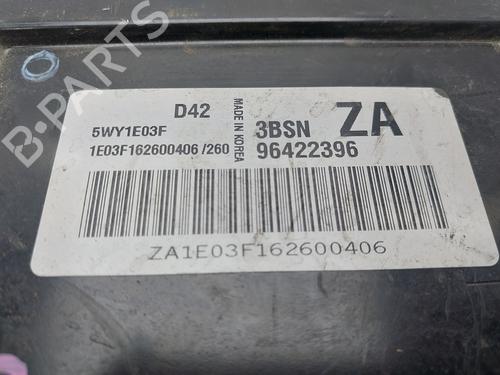 D42
5WY1E03F
1E03F162600406 /260
MADE IN KOREA
3BSN ZA
96422396
ZA1E03F162600406
B-PARTS